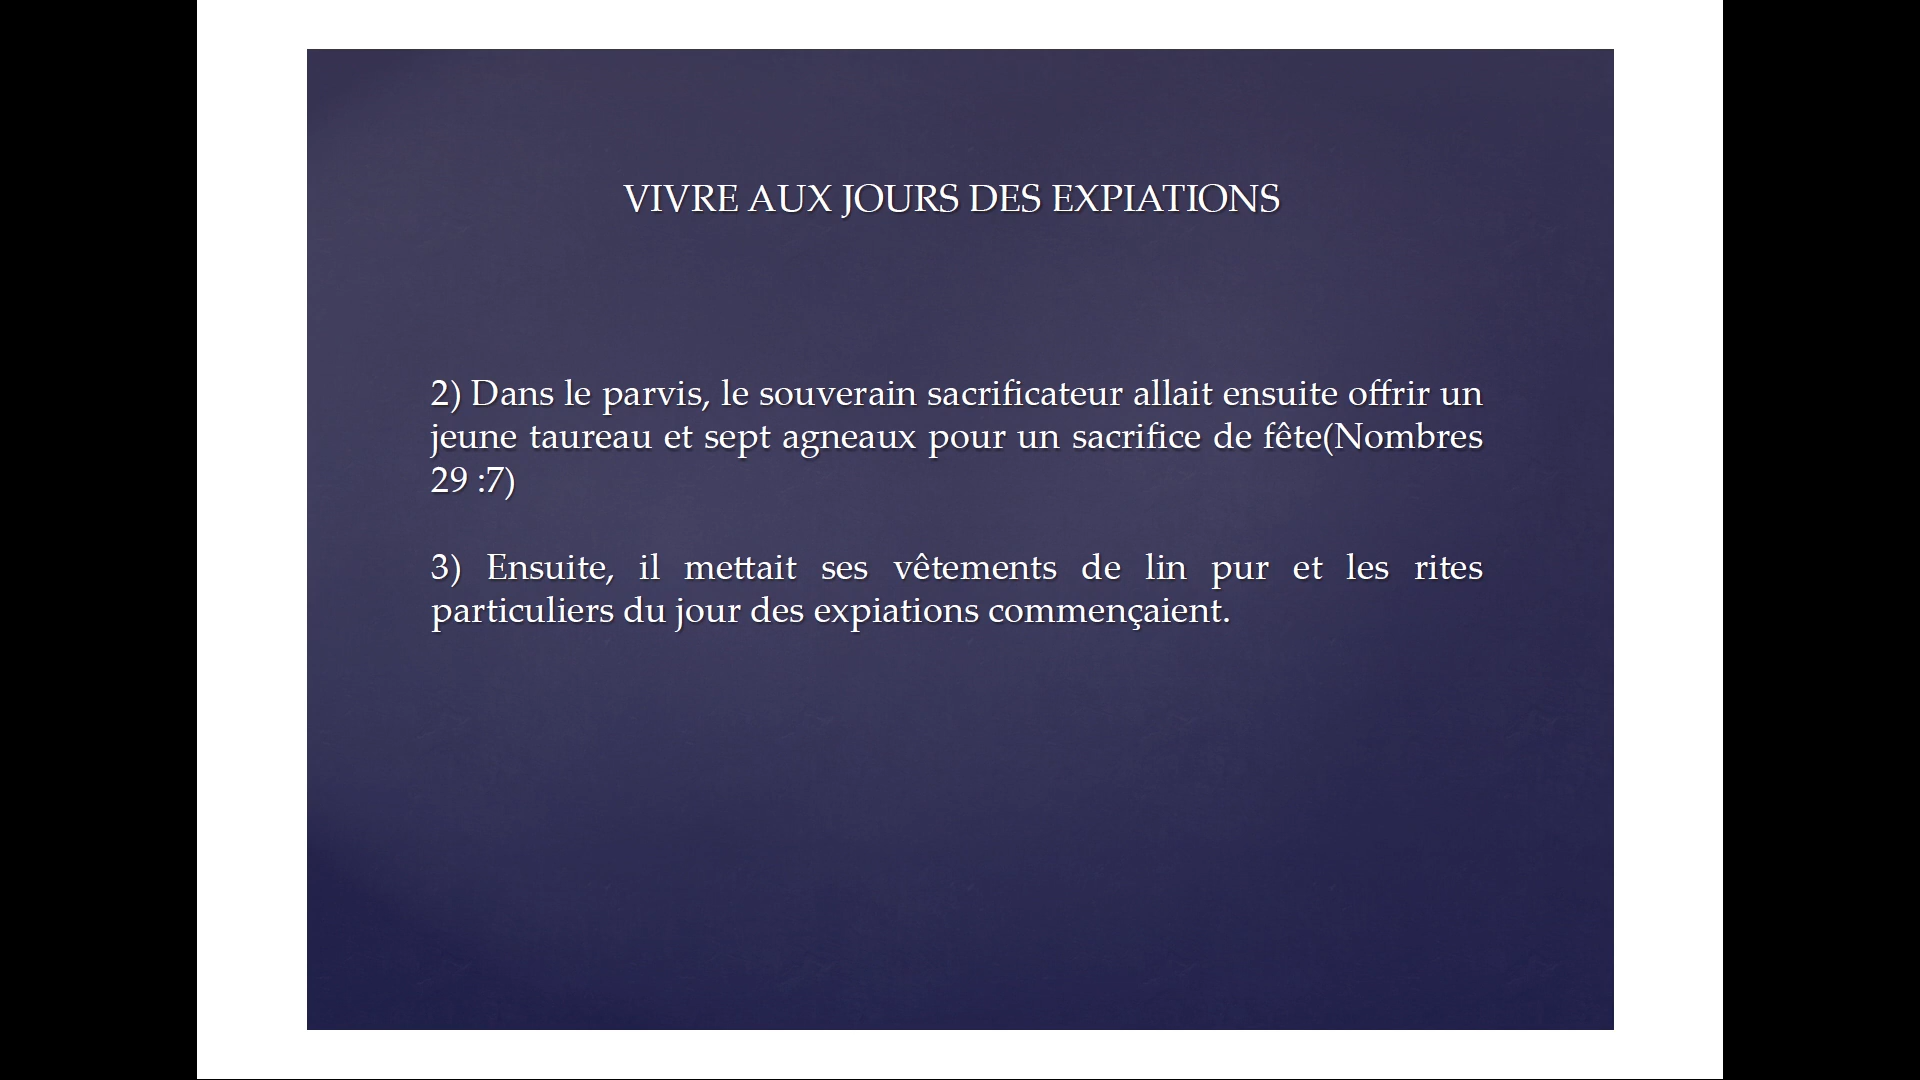 VIVRE AUX JOURS DES EXPIATIONS
2) Dans le parvis, le souverain sacrificateur allait ensuite offrir un
jeune taureau et sept agneaux pour un sacrifice de fête(Nombres
29 :7)
3) Ensuite, il mettait ses vêtements de lin pur et les rites
particuliers du jour des expiations commençaient.